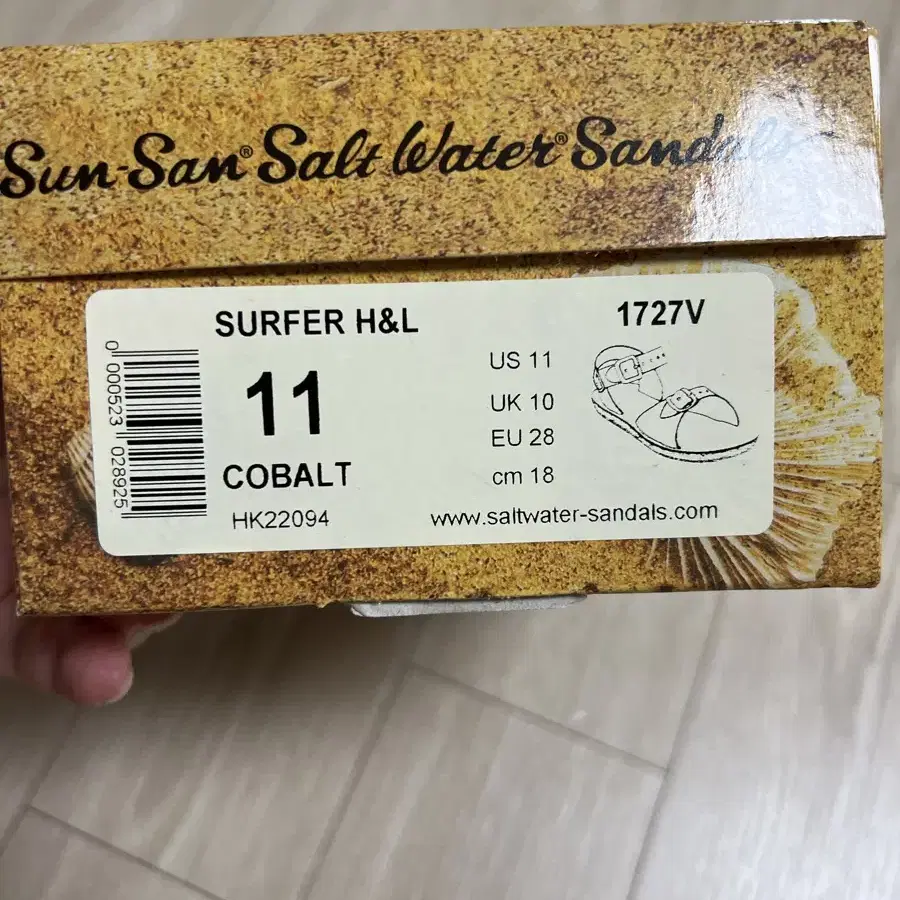 Sun-San® Salt Water® Sandals
SURFER H&L
1727V
11
COBALT
HK22094
US 11
UK 10
EU 28
cm 18
www.saltwater-sandals.com
0 000523 028925